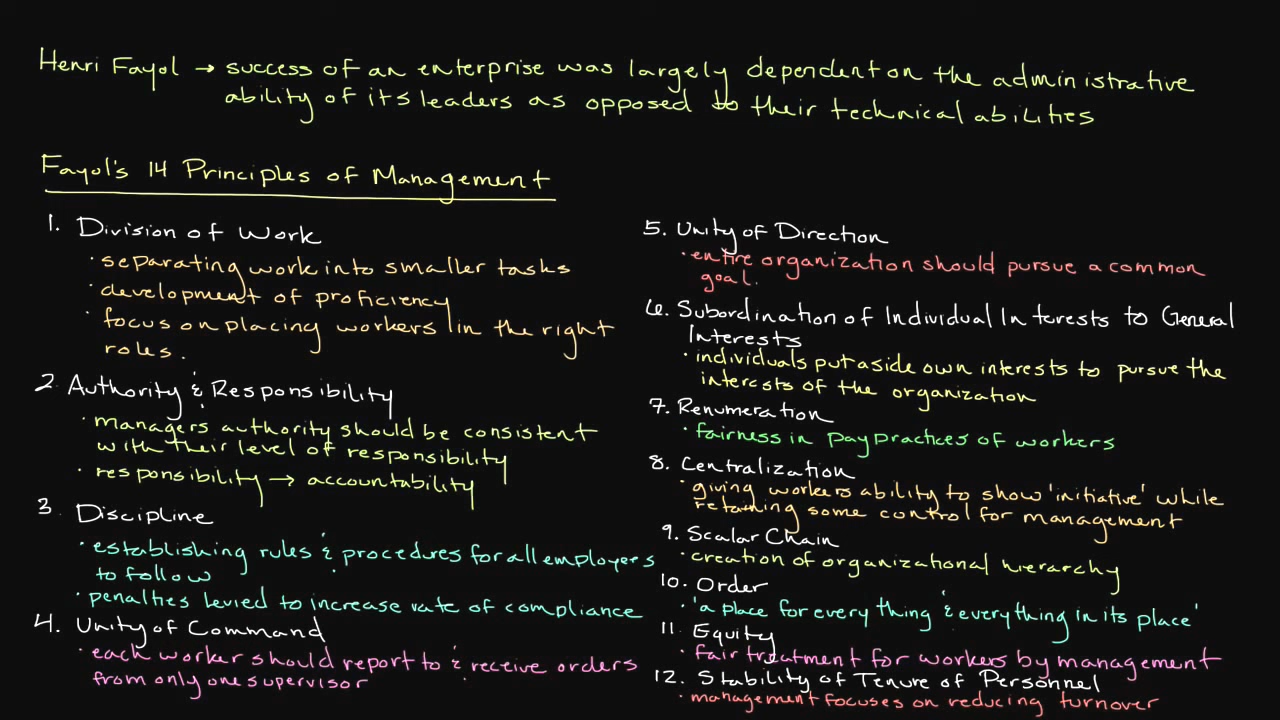 Henri Fayol → success of an enterprise was largely dependent on the administrative
ability of its leaders as opposed to their technical abilities
Fayol's 14 Principles of Management
1. Division of Work
· separating work into smaller tasks
· development of proficiency
· focus on placing workers in the right
roles.
2. Authority & Responsibility
· managers authority should be consistent
with their level of responsibility
· responsibility → accountability
3. Discipline
· establishing rules & procedures for all employees
to follow
· penalties levied to increase rate of compliance
4. Unity of Command
· each worker should report to & receive orders
from only one supervisor
5. Unity of Direction
· entire organization should pursue a common
goal.
6. Subordination of Individual Interests to General
Interests
· individuals put aside own interests to pursue the
interests of the organization
7. Renumeration
· fairness in pay practices of workers
8. Centralization
· giving workers ability to show 'initiative' while
retaining some control for management
9. Scalar Chain
· creation of organizational hierarchy
10. Order
· 'a place for every thing & everything in its place'
11. Equity
· fair treatment for workers by management
12. Stability of Tenure of Personnel
· management focuses on reducing turnover